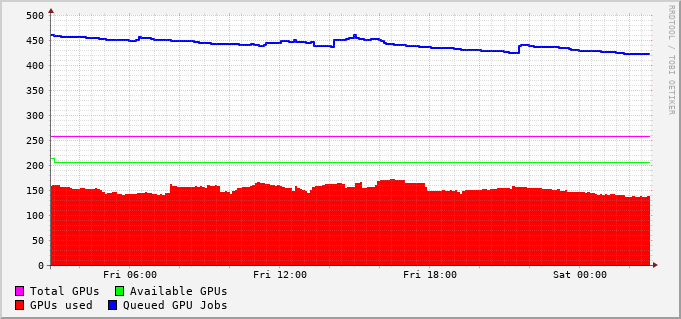 500
450
400
350
300
250
200
150
100
50
0
Fri 06:00 Fri 12:00 Fri 18:00 Sat 00:00
Total GPUs Available GPUs
GPUs used Queued GPU Jobs
RRDTOOL / TOBI OETIKER